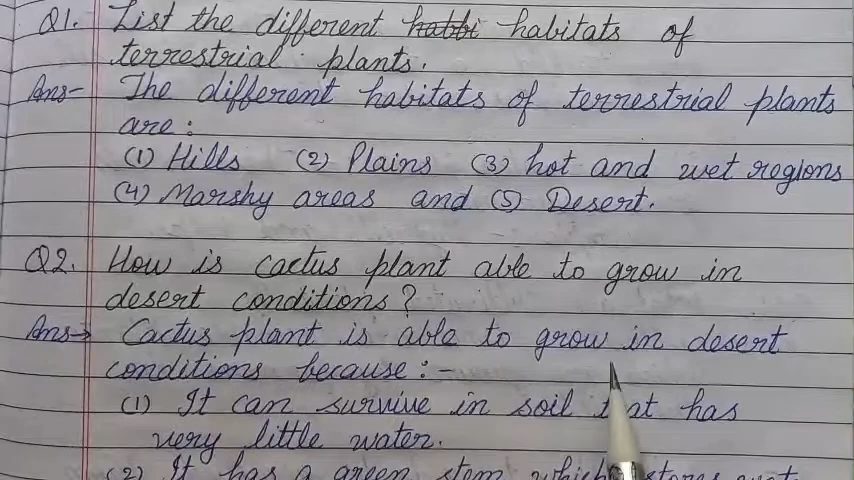 Q1. List the different habbi habitats of
terrestrial plants.
Ans- The different habitats of terrestrial plants
are:
(1) Hills (2) Plains (3) hot and wet regions
(4) Marshy areas and (5) Desert.
Q2. How is cactus plant able to grow in
desert conditions?
Ans→ Cactus plant is able to grow in desert
conditions because:-
(1) It can survive in soil that has
very little water.
(2) It has a green stem which stores